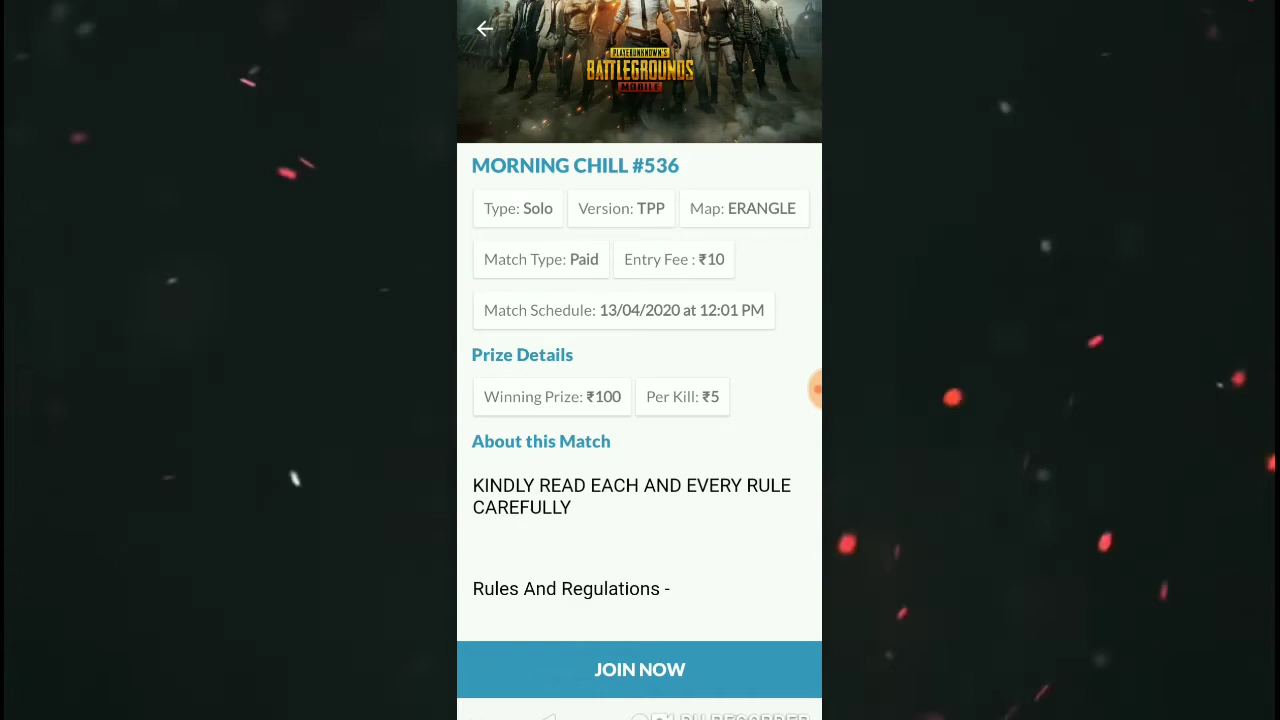 PLAYERUNKNOWN'S
BATTLEGROUNDS
MOBILE
MORNING CHILL #536
Type: Solo
Version: TPP
Map: ERANGLE
Match Type: Paid
Entry Fee : ₹10
Match Schedule: 13/04/2020 at 12:01 PM
Prize Details
Winning Prize: ₹100
Per Kill: ₹5
About this Match
KINDLY READ EACH AND EVERY RULE
CAREFULLY
Rules And Regulations -
JOIN NOW